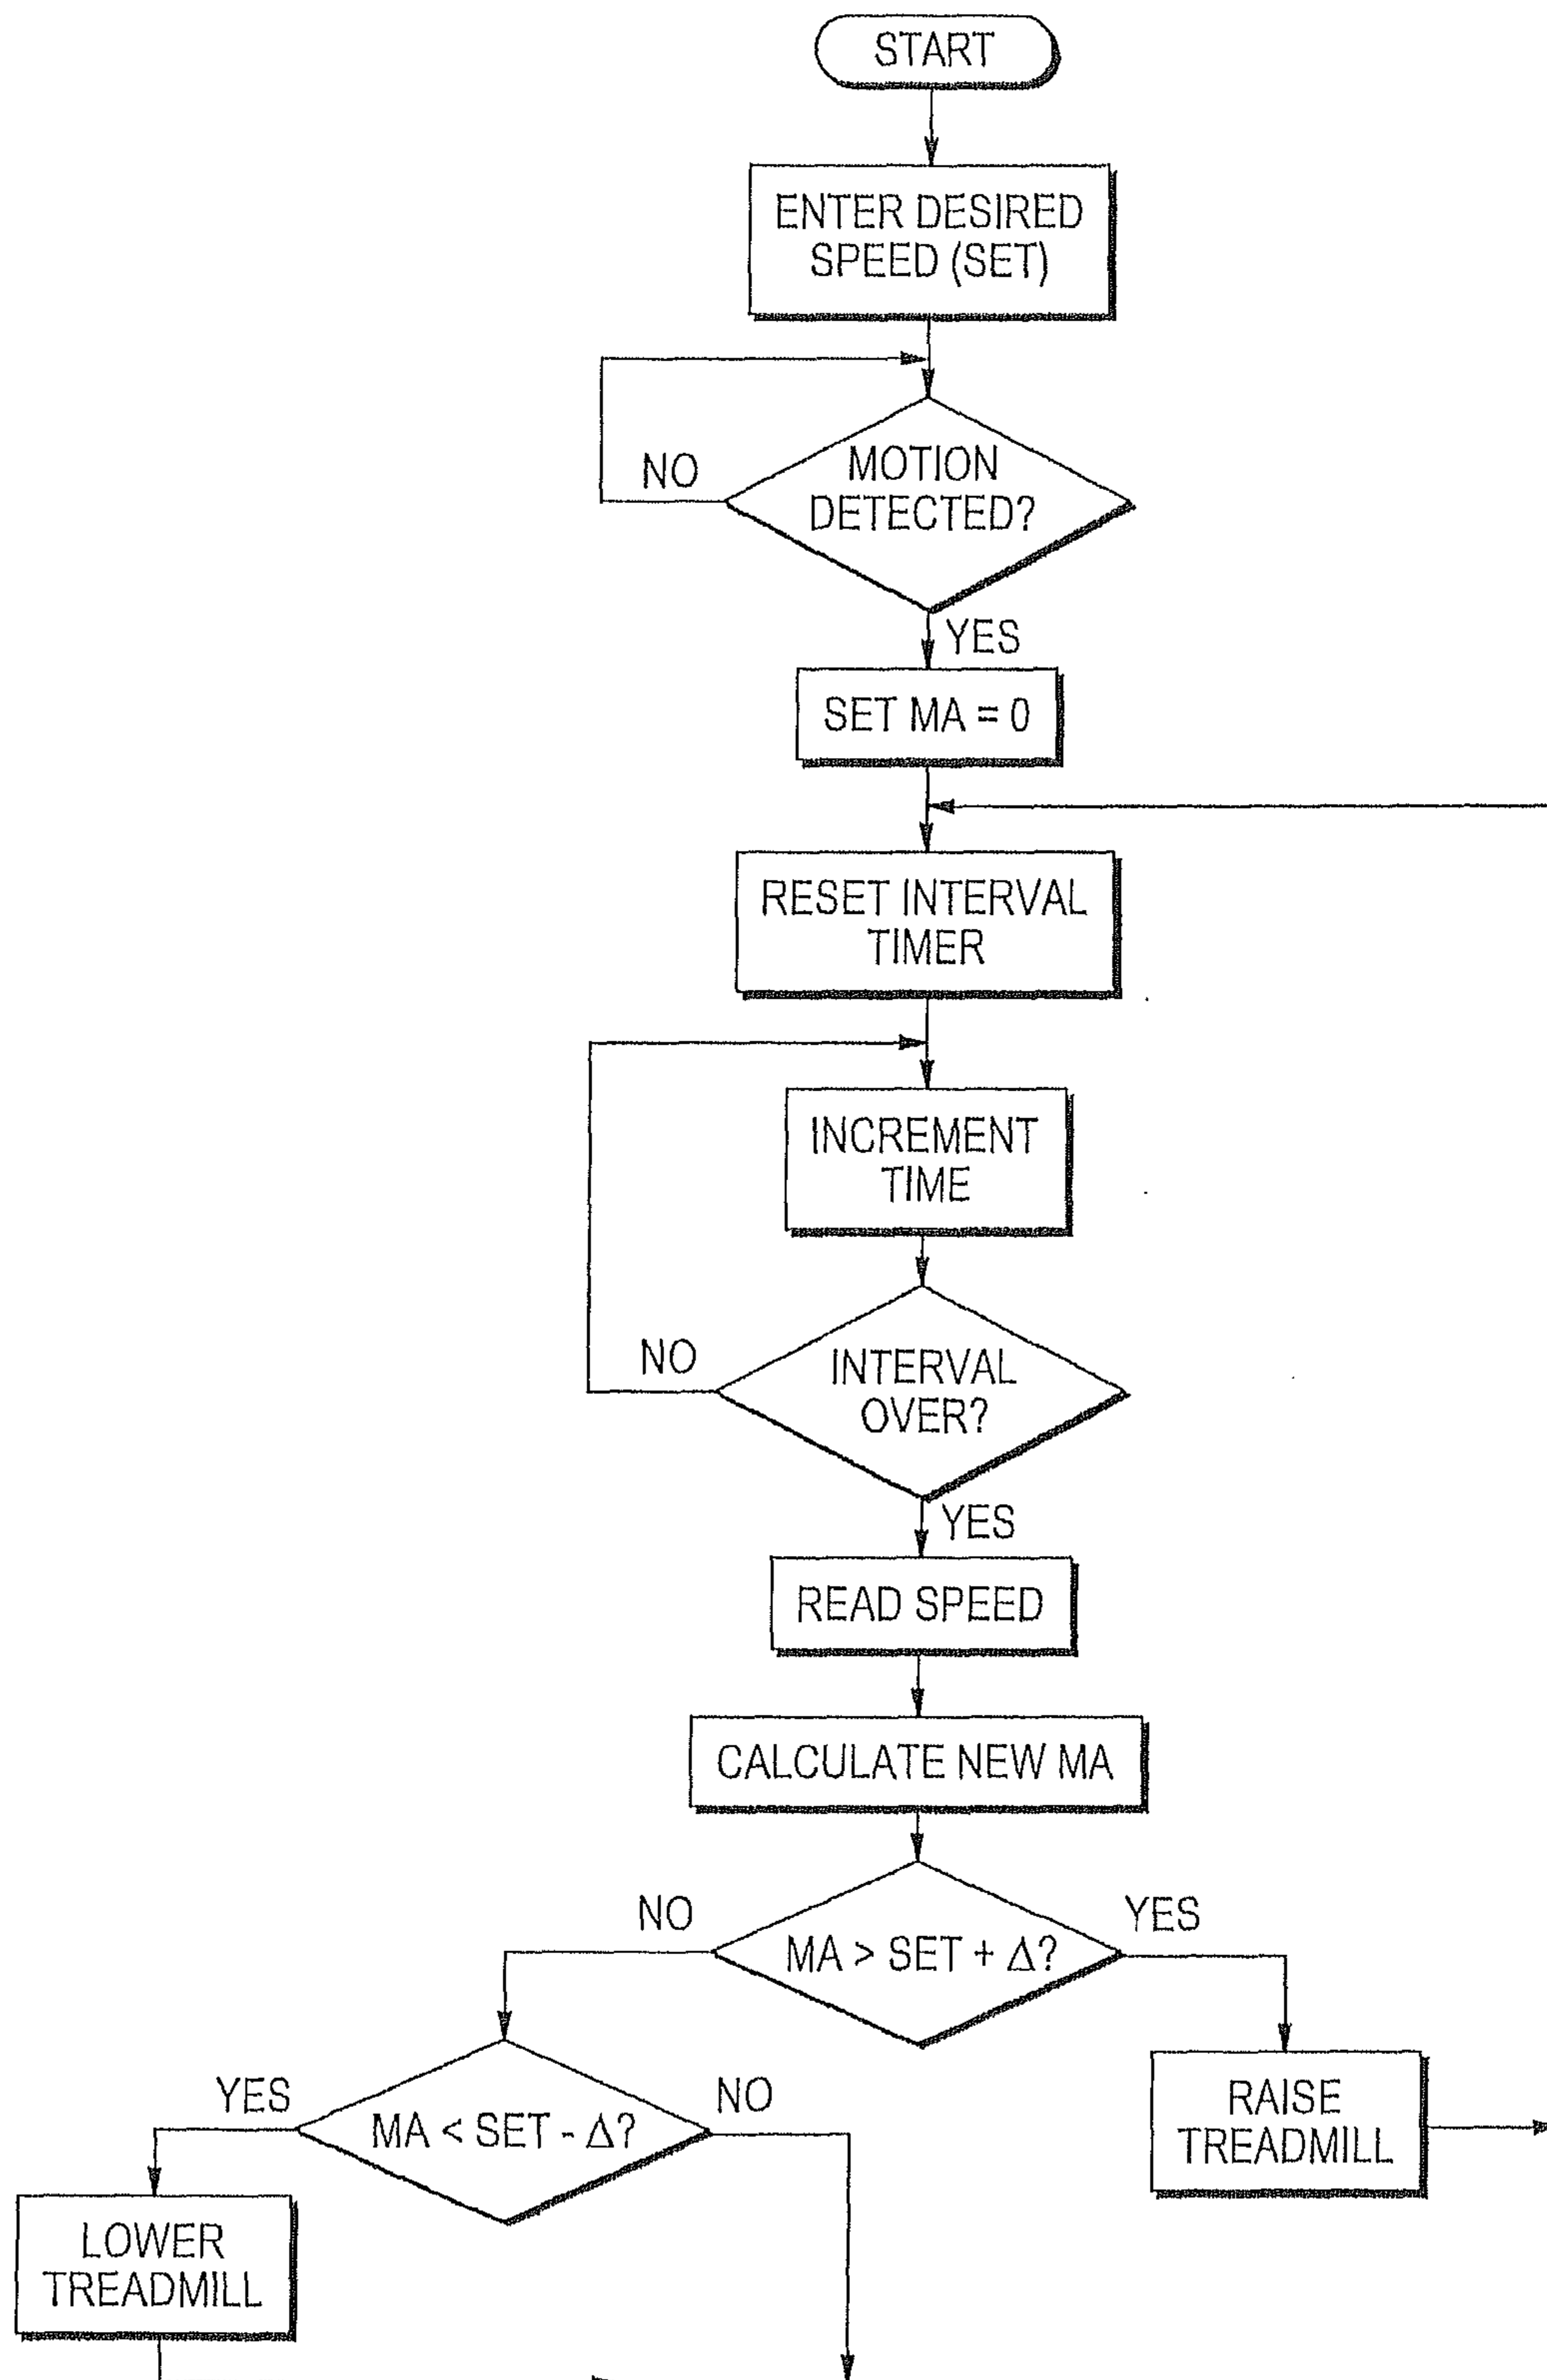 START
ENTER DESIRED
SPEED (SET)
NO
MOTION
DETECTED?
YES
SET MA = 0
RESET INTERVAL
TIMER
INCREMENT
TIME
NO
INTERVAL
OVER?
YES
READ SPEED
CALCULATE NEW MA
NO
YES
MA > SET + Δ?
YES
NO
MA < SET - Δ?
RAISE
TREADMILL
LOWER
TREADMILL